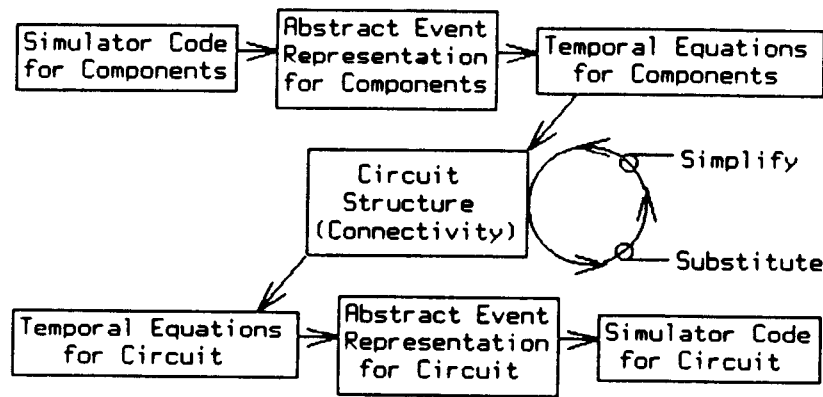 Simulator Code
for Components
Abstract Event
Representation
for Components
Temporal Equations
for Components
Circuit
Structure
(Connectivity)
Simplify
Substitute
Temporal Equations
for Circuit
Abstract Event
Representation
for Circuit
Simulator Code
for Circuit